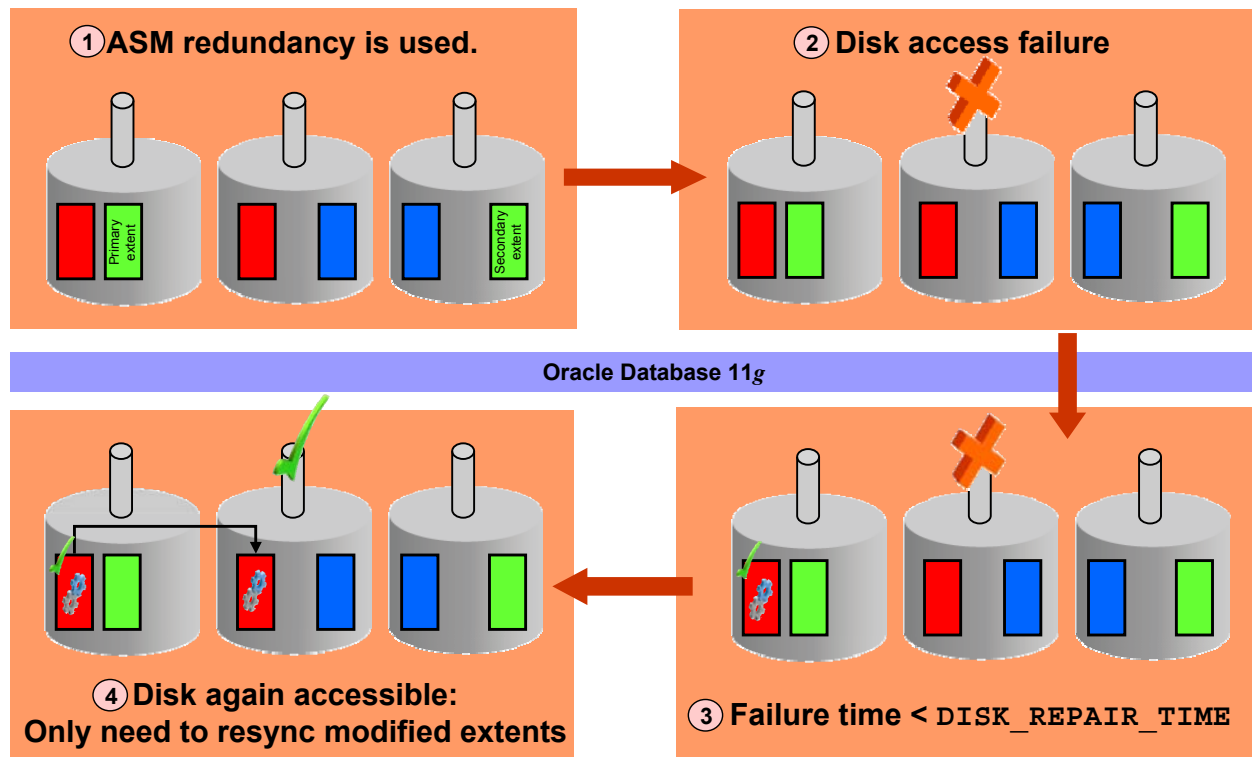 1 ASM redundancy is used.
Primary
extent
Secondary
extent
2 Disk access failure
Oracle Database 11g
3 Failure time < DISK_REPAIR_TIME
4 Disk again accessible:
Only need to resync modified extents